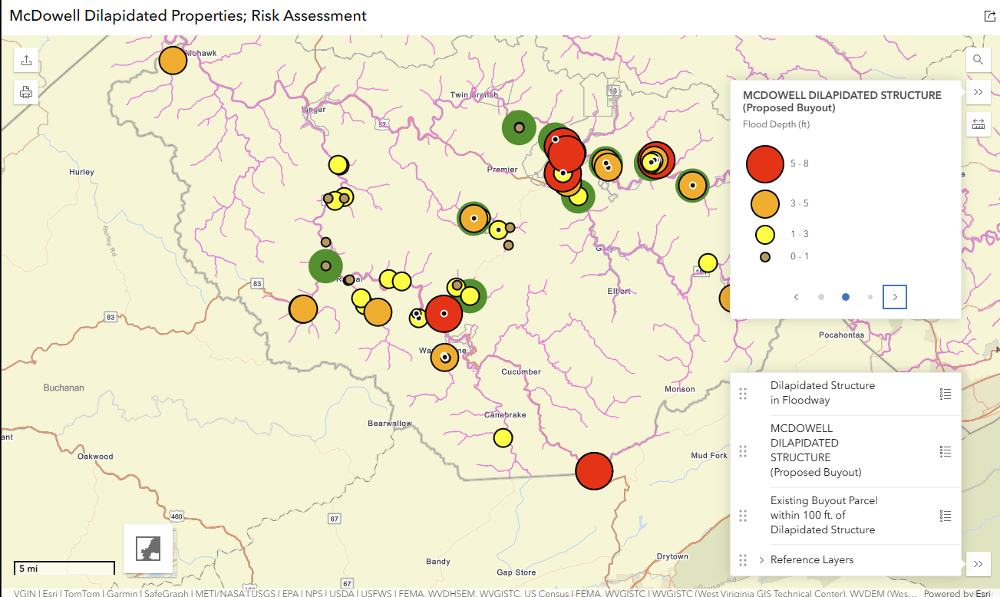 McDowell Dilapidated Properties; Risk Assessment
Mohawk
Twin Branch
Iaeger
52
16
MCDOWELL DILAPIDATED STRUCTURE
(Proposed Buyout)
Flood Depth (ft)
5 - 8
3 - 5
1 - 3
0 - 1
Hurley
Premier
Hurley Rd
Gary
83
Elbert
83
Pocahontas
Cucumber
Buchanan
Monson
Canebrake
Bearwallow
Oakwood
Mud Fork
Dilapidated Structure
in Floodway
MCDOWELL
DILAPIDATED
STRUCTURE
(Proposed Buyout)
Existing Buyout Parcel
within 100 ft. of
Dilapidated Structure
Reference Layers
460
67
Bandy
Gap Store
Drytown
67
5 mi
VGIN | Esri | TomTom | Garmin | SafeGraph | METI/NASA | USGS | EPA | NPS | USDA | USFWS | FEMA, WVDHSEM, WVGISTC, US Census | FEMA, WVGISTC | WVGISTC (West Virginia GIS Technical Center), WVDEM (Wes... Powered by Esri